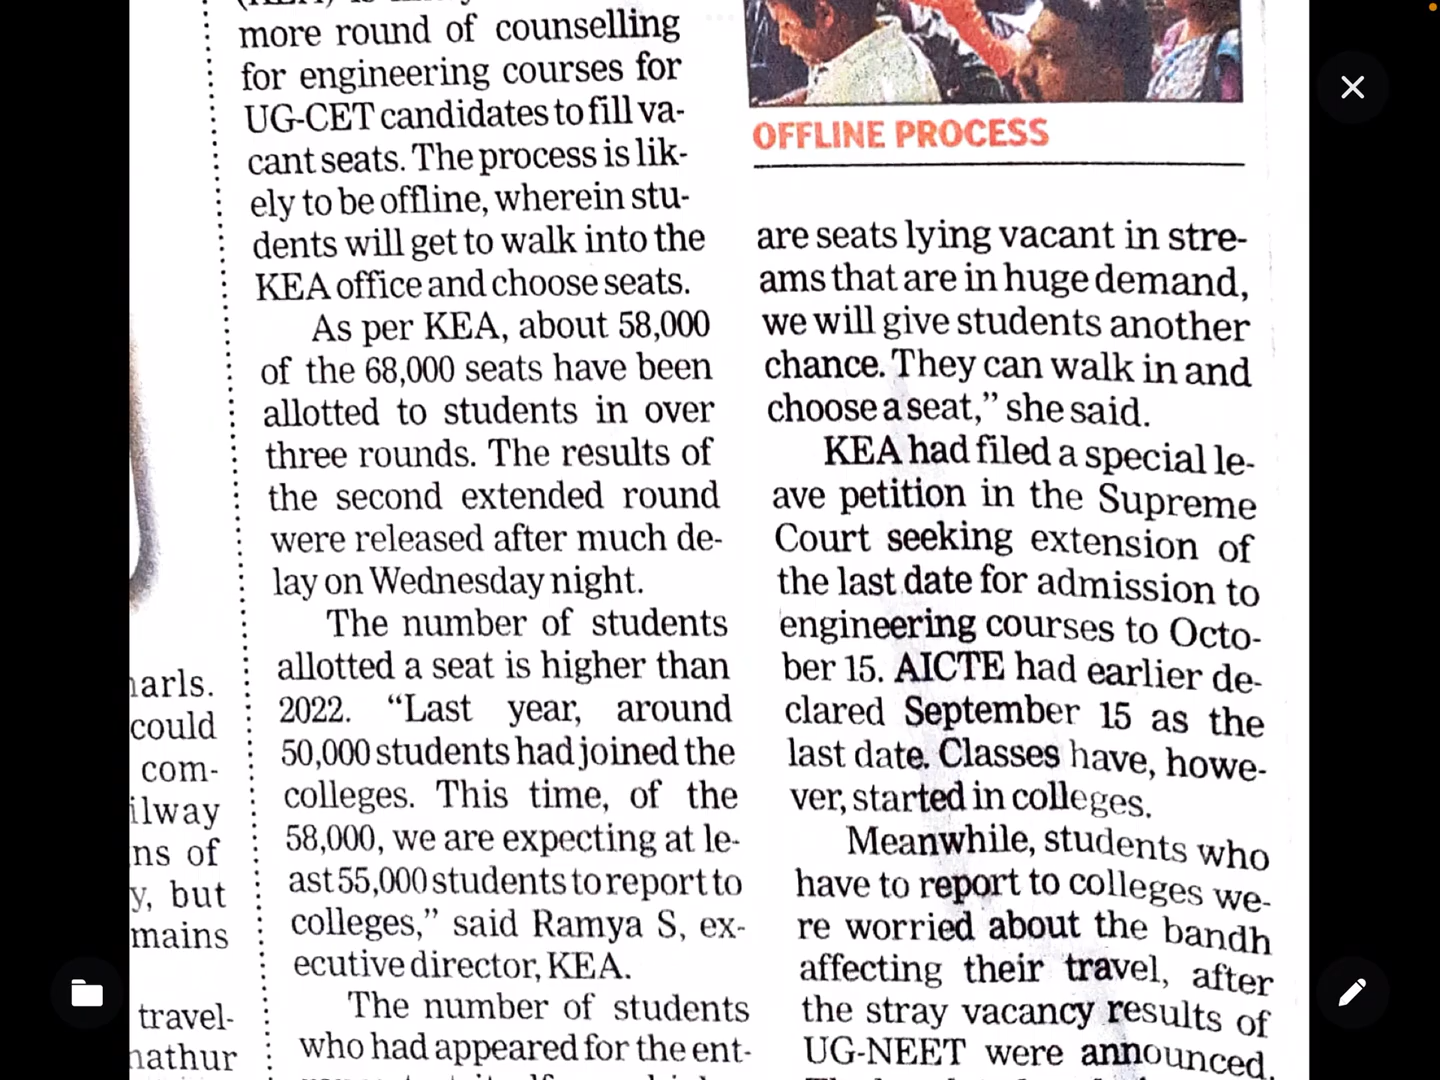 more round of counselling
for engineering courses for
UG-CET candidates to fill va-
cant seats. The process is lik-
ely to be offline, wherein stu-
dents will get to walk into the
KEA office and choose seats.
As per KEA, about 58,000
of the 68,000 seats have been
allotted to students in over
three rounds. The results of
the second extended round
were released after much de-
lay on Wednesday night.
The number of students
allotted a seat is higher than
2022. “Last year, around
50,000 students had joined the
colleges. This time, of the
58,000, we are expecting at le-
ast 55,000 students to report to
colleges,” said Ramya S, ex-
ecutive director, KEA.
The number of students
who had appeared for the ent-
OFFLINE PROCESS
are seats lying vacant in stre-
ams that are in huge demand,
we will give students another
chance. They can walk in and
choose a seat,” she said.
KEA had filed a special le-
ave petition in the Supreme
Court seeking extension of
the last date for admission to
engineering courses to Octo-
ber 15. AICTE had earlier de-
clared September 15 as the
last date. Classes have, howe-
ver, started in colleges.
Meanwhile, students who
have to report to colleges we-
re worried about the bandh
affecting their travel, after
the stray vacancy results of
UG-NEET were announced.
could
com-
of
but
travel-